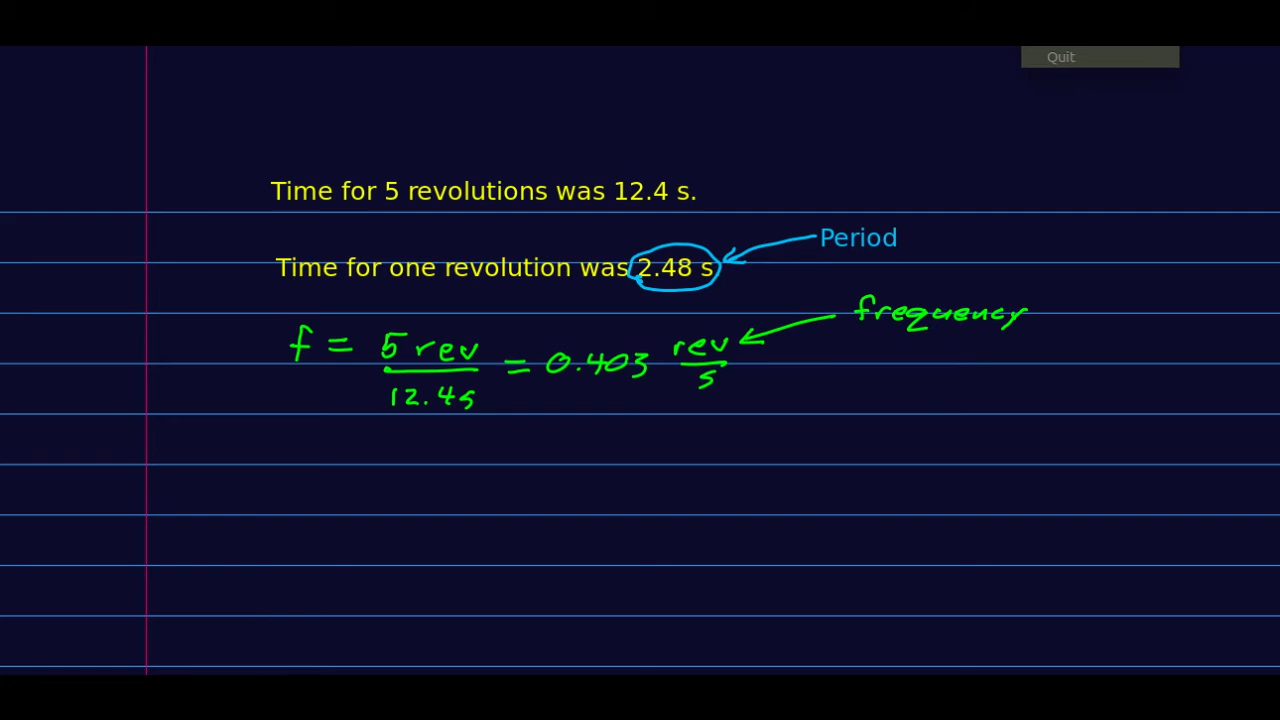 Quit
Time for 5 revolutions was 12.4 s.
Period
Time for one revolution was 2.48 s
frequency
f = 5 rev / 12.4s = 0.403 rev / s